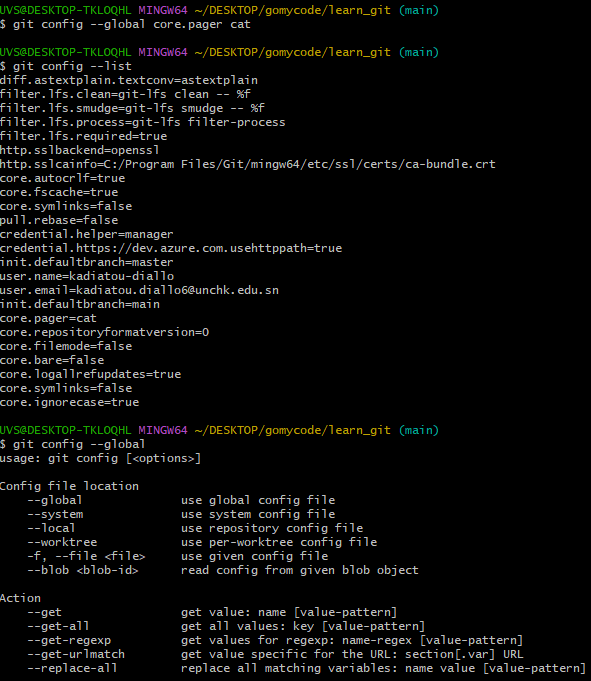 UVS@DESKTOP-TKLOQHL MINGW64 ~/DESKTOP/gomycode/learn_git (main)
$ git config --global core.pager cat
UVS@DESKTOP-TKLOQHL MINGW64 ~/DESKTOP/gomycode/learn_git (main)
$ git config --list
diff.astextplain.textconv=astextplain
filter.lfs.clean=git-lfs clean -- %f
filter.lfs.smudge=git-lfs smudge -- %f
filter.lfs.process=git-lfs filter-process
filter.lfs.required=true
http.sslbackend=openssl
http.sslcainfo=C:/Program Files/Git/mingw64/etc/ssl/certs/ca-bundle.crt
core.autocrlf=true
core.fscache=true
core.symlinks=false
pull.rebase=false
credential.helper=manager
credential.https://dev.azure.com.usehttppath=true
init.defaultbranch=master
user.name=kadiatou-diallo
user.email=kadiatou.diallo6@unchk.edu.sn
init.defaultbranch=main
core.pager=cat
core.repositoryformatversion=0
core.filemode=false
core.bare=false
core.logallrefupdates=true
core.symlinks=false
core.ignorecase=true
UVS@DESKTOP-TKLOQHL MINGW64 ~/DESKTOP/gomycode/learn_git (main)
$ git config --global
usage: git config [<options>]
Config file location
--global use global config file
--system use system config file
--local use repository config file
--worktree use per-worktree config file
-f, --file <file> use given config file
--blob <blob-id> read config from given blob object
Action
--get get value: name [value-pattern]
--get-all get all values: key [value-pattern]
--get-regexp get values for regexp: name-regex [value-pattern]
--get-urlmatch get value specific for the URL: section[.var] URL
--replace-all replace all matching variables: name value [value-pattern]